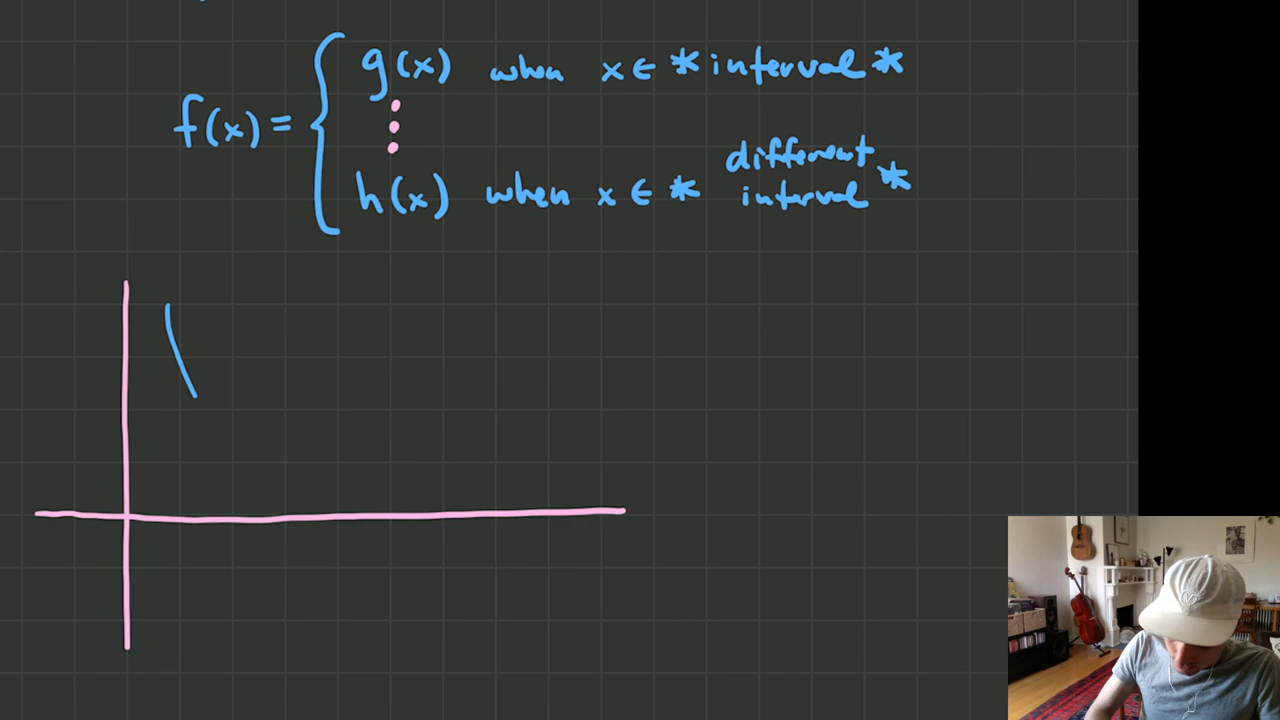 g(x) when x ∈ * interval *
f(x) =
⋮
different
h(x) when x ∈ * interval *